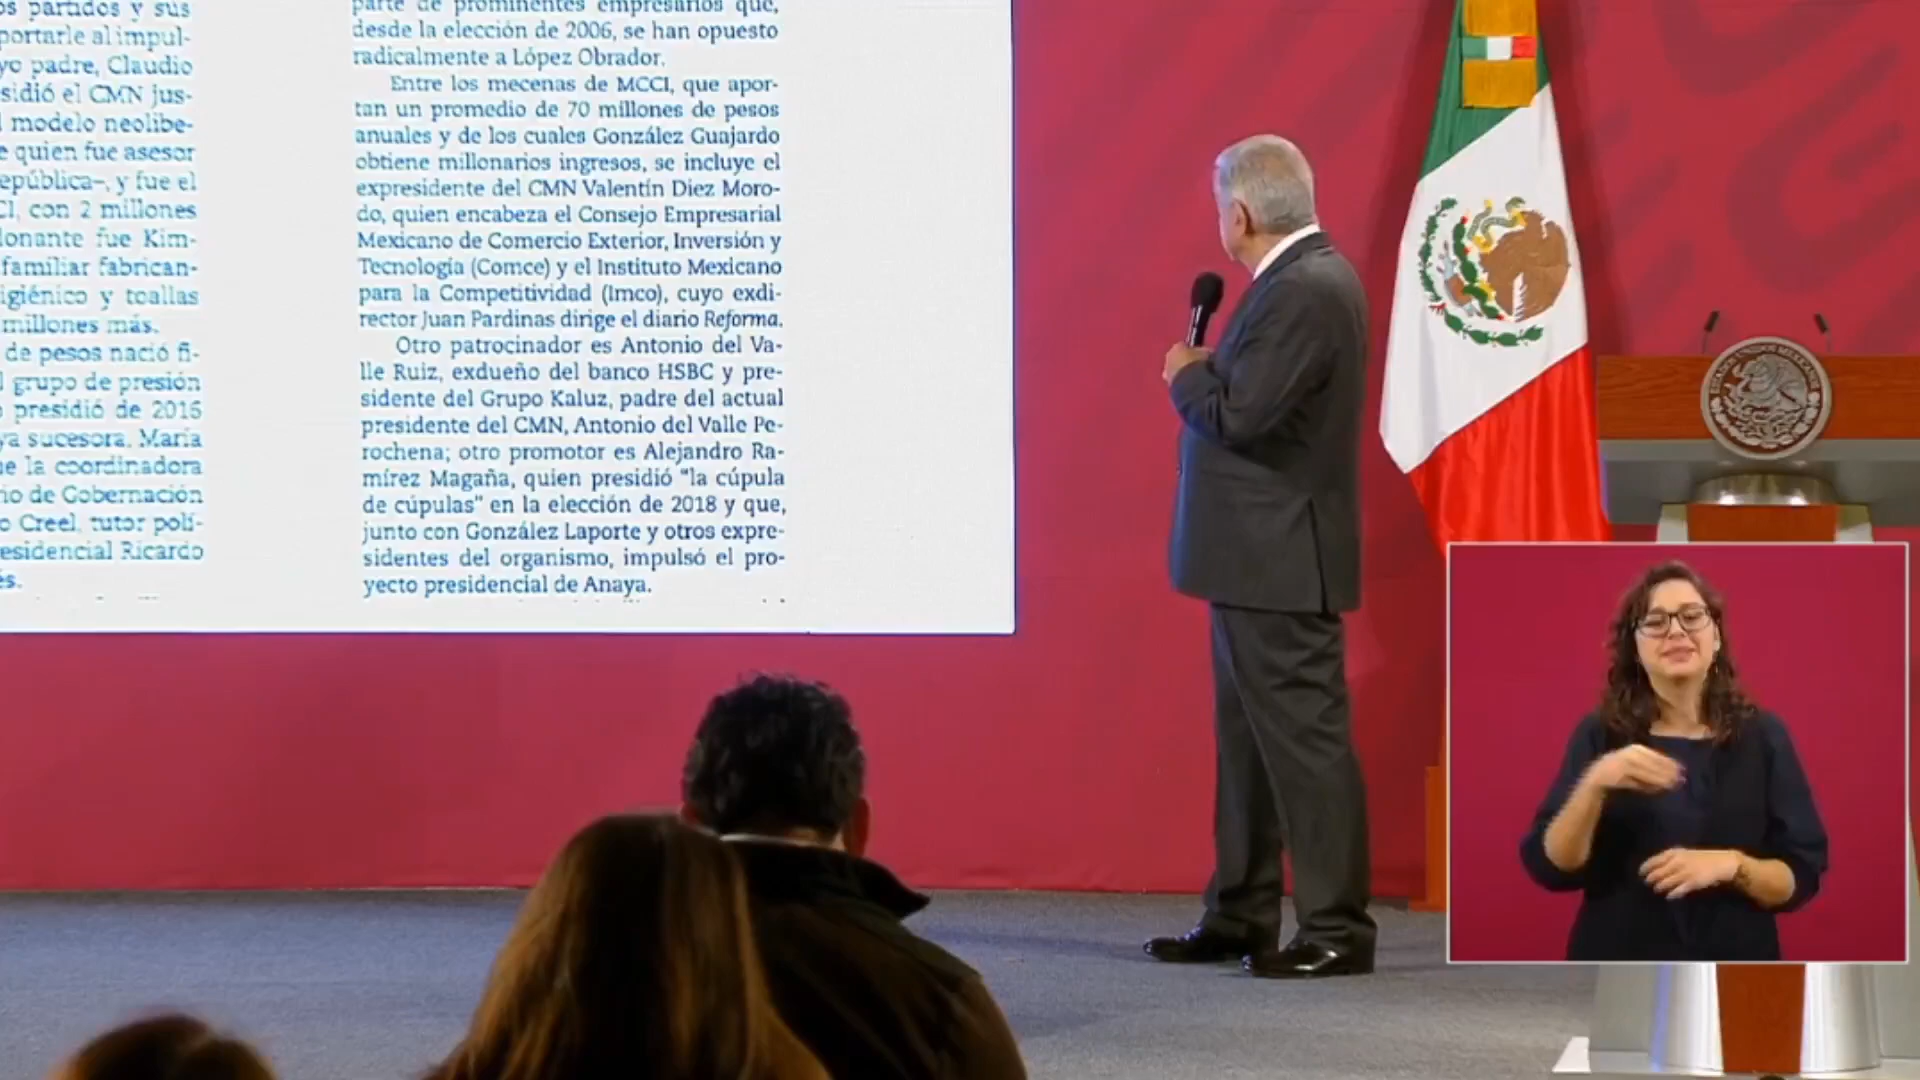 os partidos y sus
portarle al impul-
yo padre, Claudio
sidió el CMN jus-
l modelo neolibe-
e quien fue asesor
epública–, y fue el
CI, con 2 millones
lonante fue Kim-
familiar fabrican-
igiénico y toallas
millones más.
de pesos nació fi-
l grupo de presión
o presidió de 2016
ya sucesora, María
ue la coordinadora
rio de Gobernación
o Creel, tutor polí-
esidencial Ricardo
és.
parte de prominentes empresarios que,
desde la elección de 2006, se han opuesto
radicalmente a López Obrador.
Entre los mecenas de MCCI, que apor-
tan un promedio de 70 millones de pesos
anuales y de los cuales González Guajardo
obtiene millonarios ingresos, se incluye el
expresidente del CMN Valentín Diez Moro-
do, quien encabeza el Consejo Empresarial
Mexicano de Comercio Exterior, Inversión y
Tecnología (Comce) y el Instituto Mexicano
para la Competitividad (Imco), cuyo exdi-
rector Juan Pardinas dirige el diario Reforma.
Otro patrocinador es Antonio del Va-
lle Ruiz, exdueño del banco HSBC y pre-
sidente del Grupo Kaluz, padre del actual
presidente del CMN, Antonio del Valle Pe-
rochena; otro promotor es Alejandro Ra-
mírez Magaña, quien presidió "la cúpula
de cúpulas" en la elección de 2018 y que,
junto con González Laporte y otros expre-
sidentes del organismo, impulsó el pro-
yecto presidencial de Anaya.
ESTADOS UNIDOS MEXICANOS